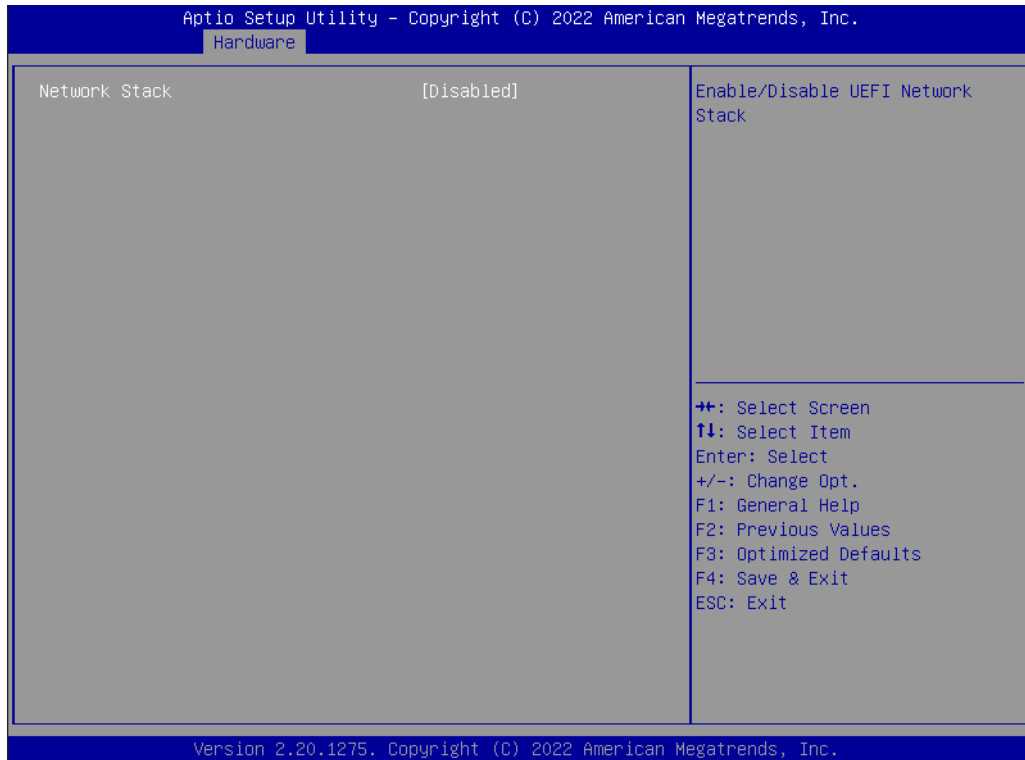 Aptio Setup Utility – Copyright (C) 2022 American Megatrends, Inc.
Hardware
Network Stack [Disabled]
Enable/Disable UEFI Network
Stack
→←: Select Screen
↑↓: Select Item
Enter: Select
+/-: Change Opt.
F1: General Help
F2: Previous Values
F3: Optimized Defaults
F4: Save & Exit
ESC: Exit
Version 2.20.1275. Copyright (C) 2022 American Megatrends, Inc.